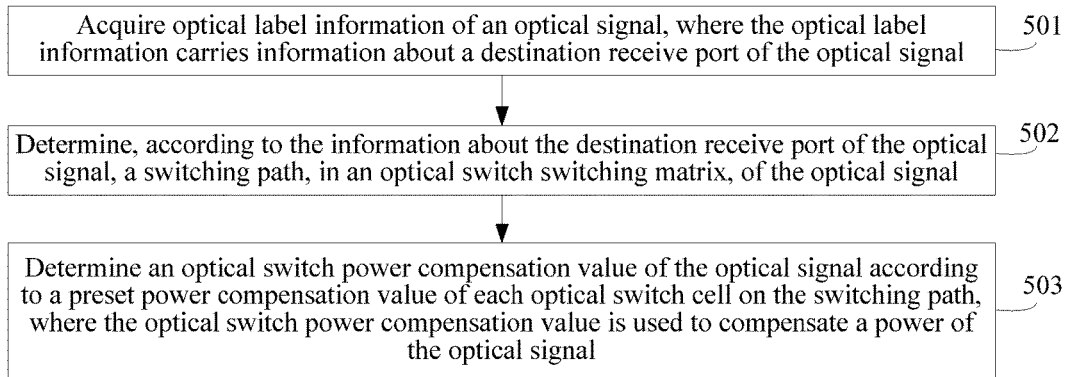 Acquire optical label information of an optical signal, where the optical label
information carries information about a destination receive port of the optical signal
501
Determine, according to the information about the destination receive port of the optical
signal, a switching path, in an optical switch switching matrix, of the optical signal
502
Determine an optical switch power compensation value of the optical signal according
to a preset power compensation value of each optical switch cell on the switching path,
where the optical switch power compensation value is used to compensate a power of
the optical signal
503